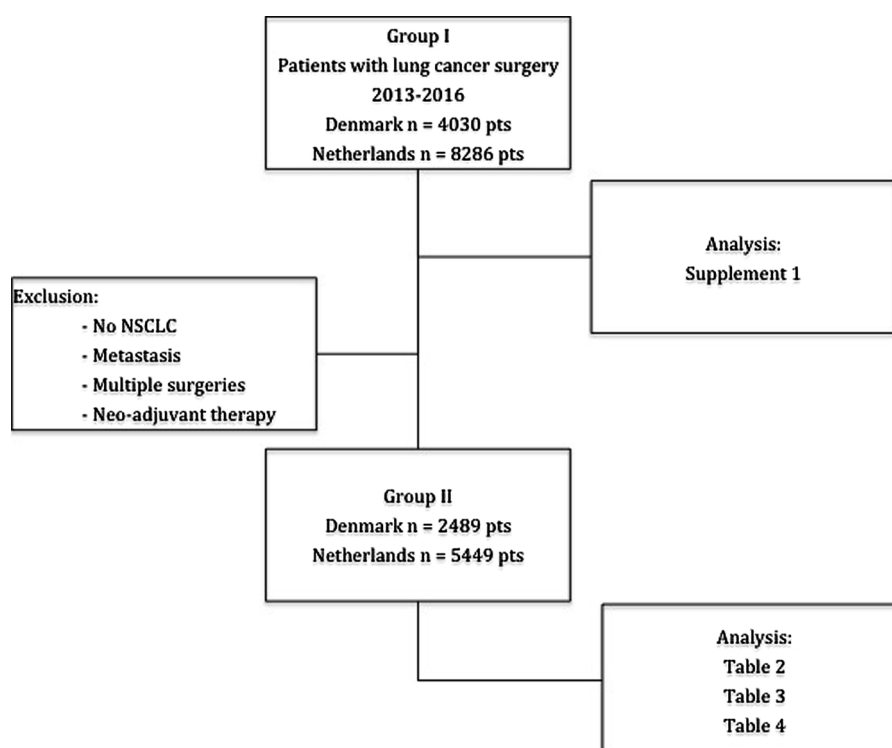 Group I
Patients with lung cancer surgery
2013-2016
Denmark n = 4030 pts
Netherlands n = 8286 pts
Analysis:
Supplement 1
Exclusion:
- No NSCLC
- Metastasis
- Multiple surgeries
- Neo-adjuvant therapy
Group II
Denmark n = 2489 pts
Netherlands n = 5449 pts
Analysis:
Table 2
Table 3
Table 4